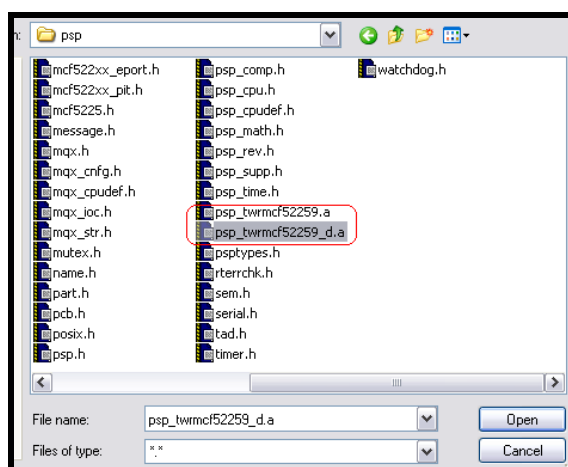 n:
psp
mcf522xx_eport.h
mcf522xx_pit.h
mcf5225.h
message.h
mqx.h
mqx_cnfg.h
mqx_cpudef.h
mqx_ioc.h
mqx_str.h
mutex.h
name.h
part.h
pcb.h
posix.h
psp.h
psp_comp.h
psp_cpu.h
psp_cpudef.h
psp_math.h
psp_rev.h
psp_supp.h
psp_time.h
psp_twrmcf52259.a
psp_twrmcf52259_d.a
psptypes.h
rterrchk.h
sem.h
serial.h
tad.h
timer.h
watchdog.h
File name: psp_twrmcf52259_d.a Open
Files of type: *.* Cancel